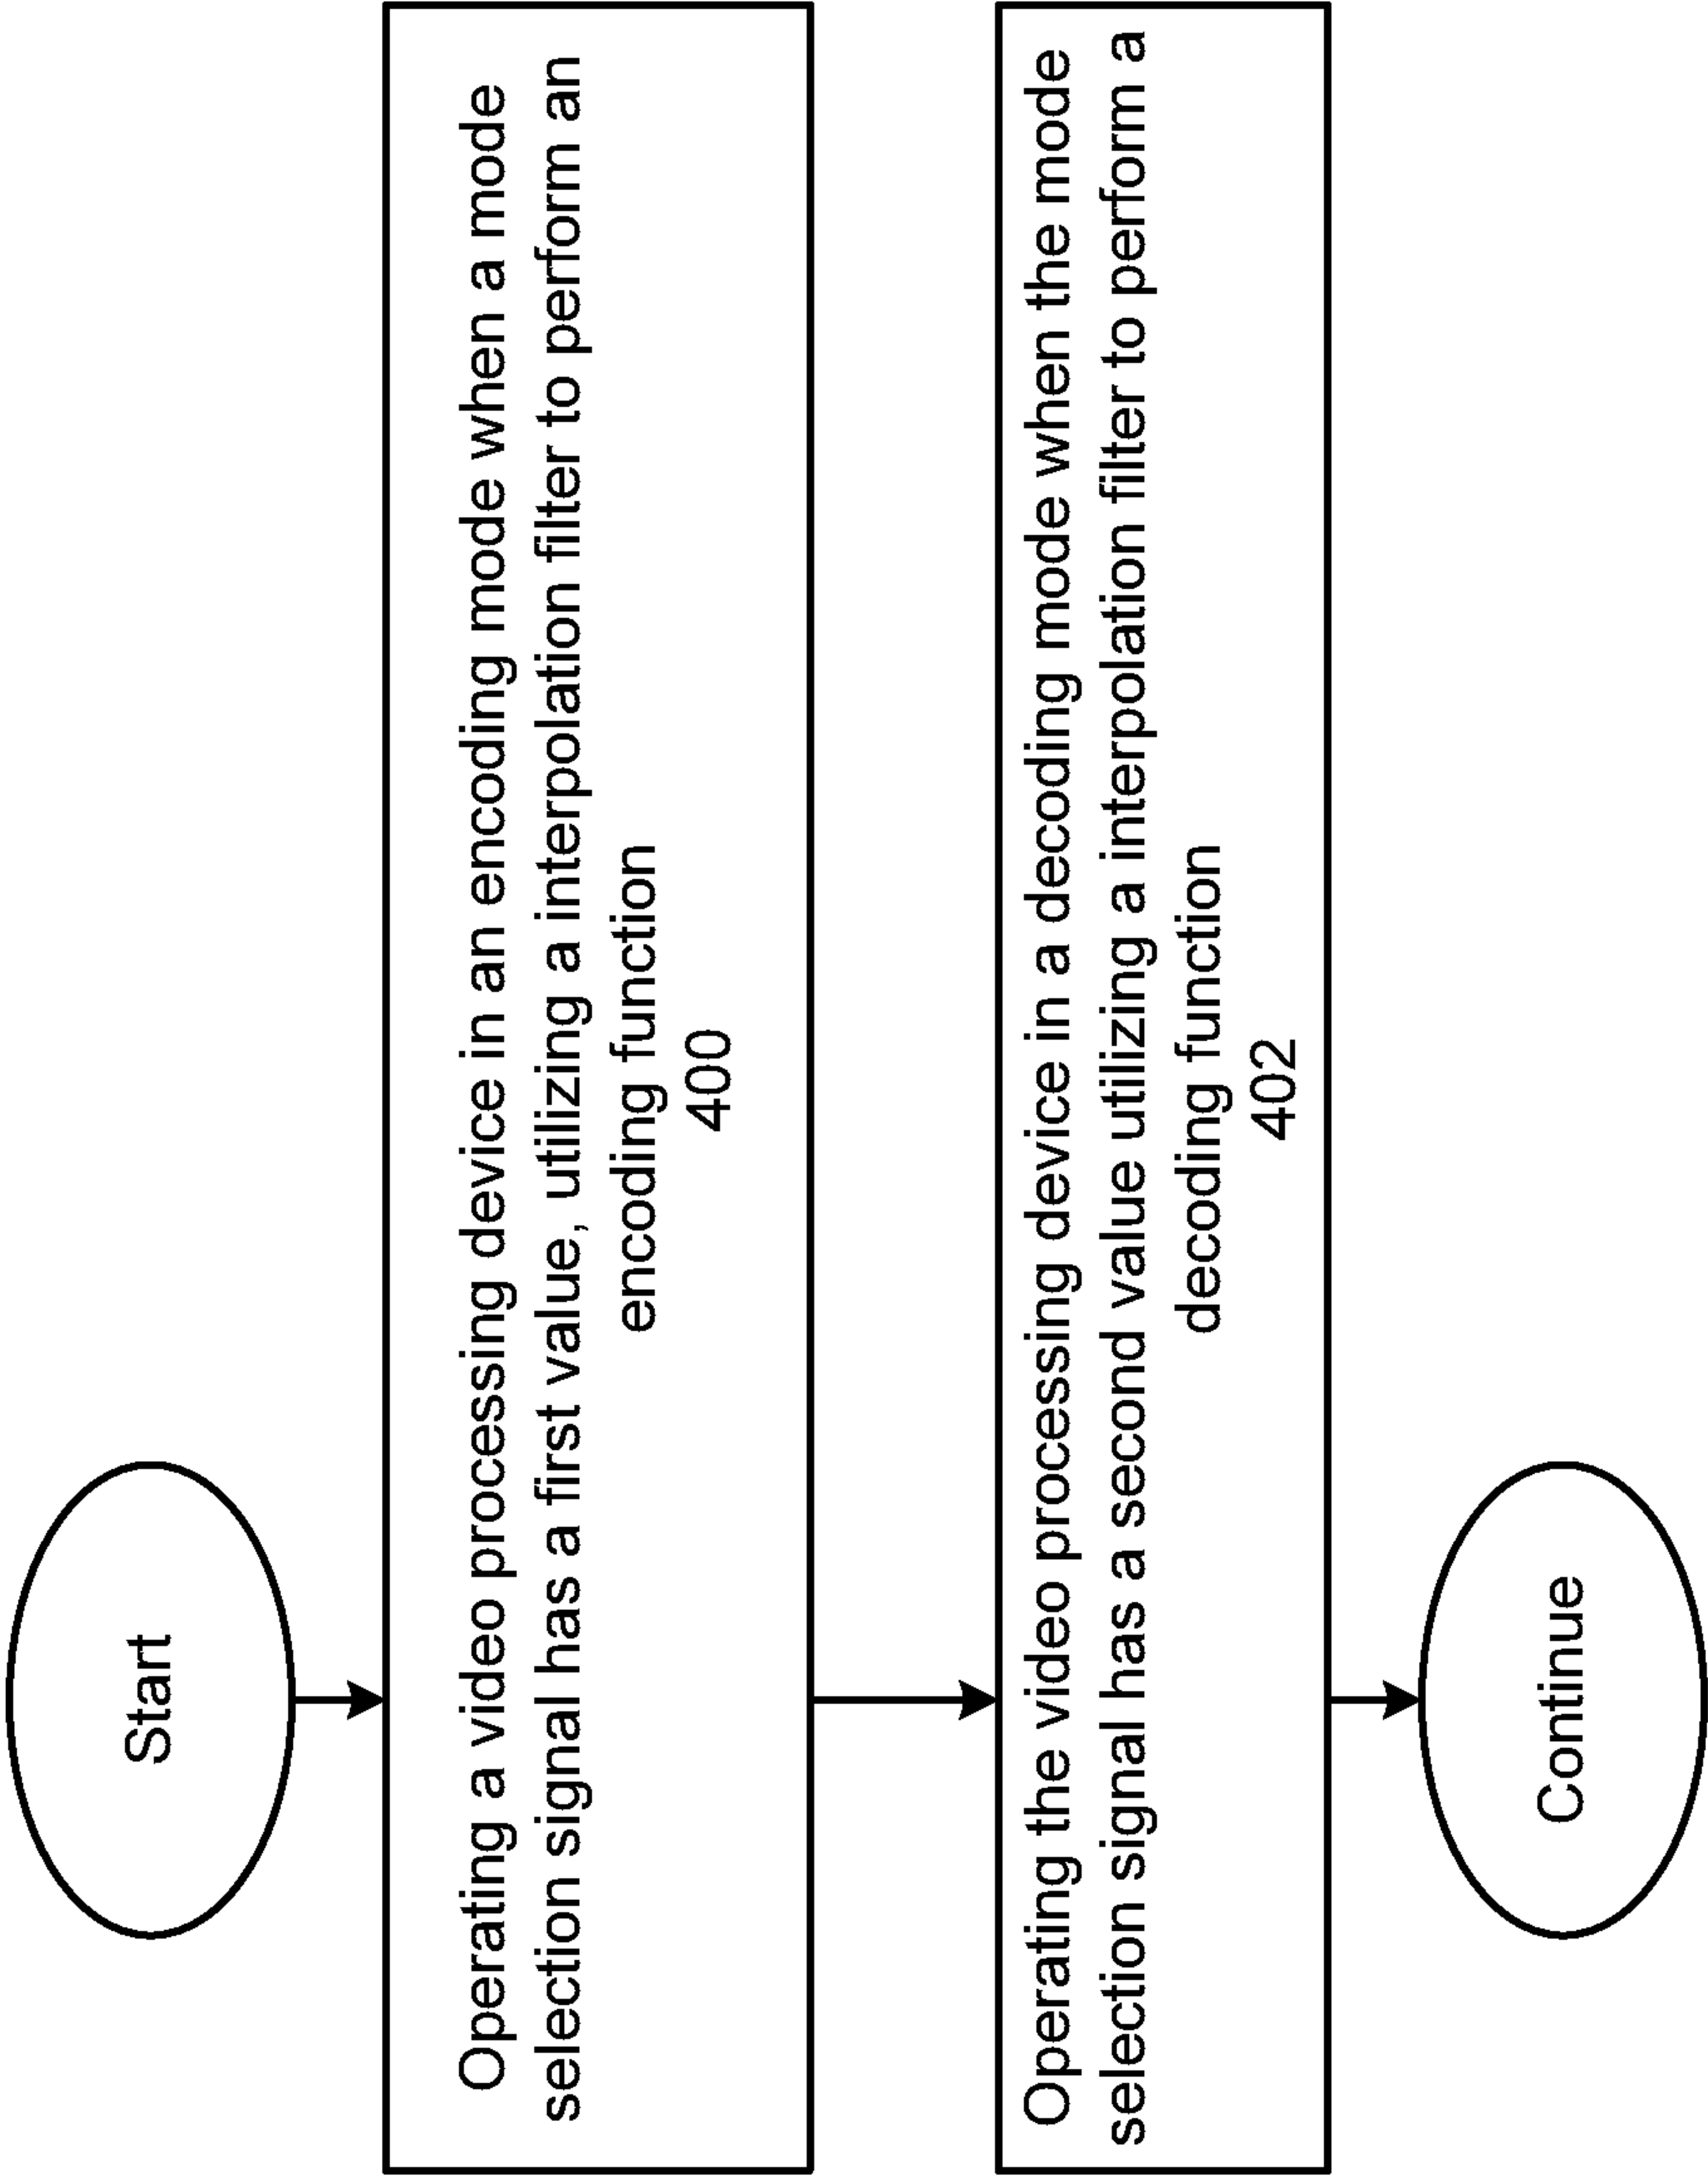 Start
Operating a video processing device in an encoding mode when a mode
selection signal has a first value, utilizing a interpolation filter to perform an
encoding function
400
Operating the video processing device in a decoding mode when the mode
selection signal has a second value utilizing a interpolation filter to perform a
decoding function
402
Continue